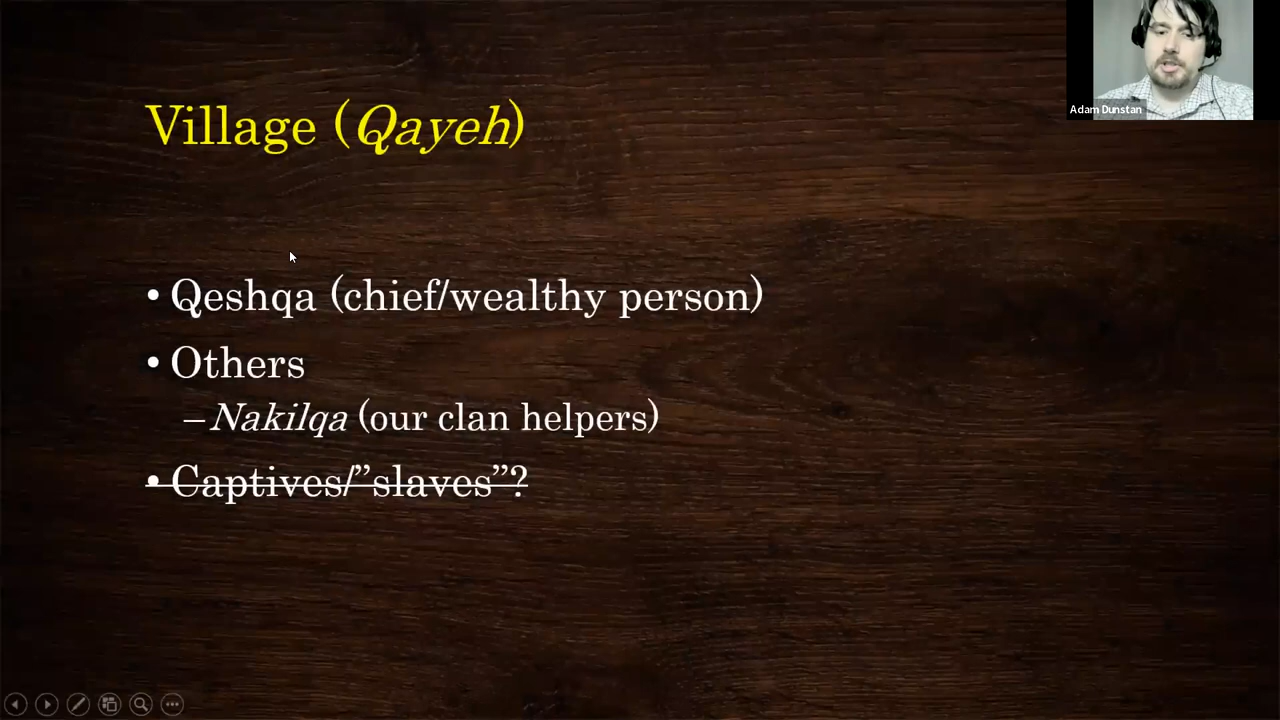 Adam Dunstan
Village (Qayeh)
• Qeshqa (chief/wealthy person)
• Others
–Nakilqa (our clan helpers)
• Captives/”slaves”?